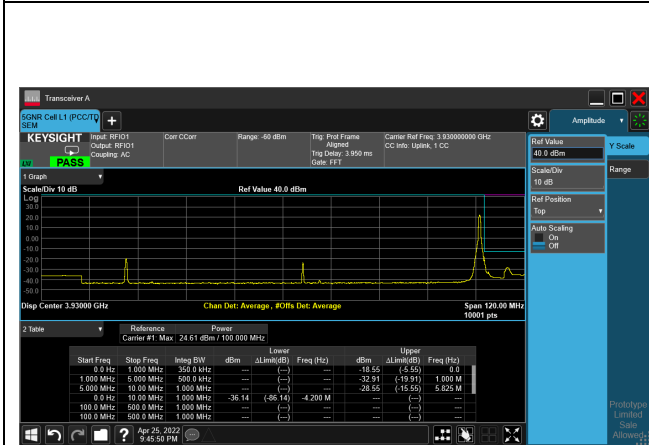 Transceiver A
5GNR Cell L1 (PCC/TD
SEM
Amplitude
KEYSIGHT
Input: RFIO1
Output: RFIO1
Coupling: AC
Corr CCorr
Range: -60 dBm
Trig: Prot Frame
Aligned
Trig Delay: 3.950 ms
Gate: FFT
Carrier Ref Freq: 3.930000000 GHz
CC Info: Uplink, 1 CC
LXI PASS
Ref Value
40.0 dBm
Y Scale
Scale/Div
10 dB
Range
Ref Position
Top
Auto Scaling
On
Off
1 Graph
Scale/Div 10 dB
Ref Value 40.0 dBm
Log
30.0
20.0
10.0
0.00
-10.0
-20.0
-30.0
-40.0
-50.0
Disp Center 3.93000 GHz
Chan Det: Average, #Offs Det: Average
Span 120.00 MHz
10001 pts
2 Table
Reference Power
Carrier #1: Max 24.61 dBm / 100.000 MHz
Lower Upper
Start Freq Stop Freq Integ BW dBm ΔLimit(dB) Freq (Hz) dBm ΔLimit(dB) Freq (Hz)
0.0 Hz 1.000 MHz 350.0 kHz --- (---) --- -18.55 (-5.55) 0.0
1.000 MHz 5.000 MHz 500.0 kHz --- (---) --- -32.91 (-19.91) 1.000 M
5.000 MHz 10.00 MHz 1.000 MHz --- (---) --- -28.55 (-15.55) 5.825 M
0.0 Hz 10.00 MHz 1.000 MHz -36.14 (-86.14) -4.200 M --- (---) ---
100.0 MHz 500.0 MHz 1.000 MHz --- (---) --- --- (---) ---
100.0 MHz 500.0 MHz 1.000 MHz --- (---) --- --- (---) ---
Prototype
Limited
Sale
Allowed
Apr 25, 2022
9:45:50 PM